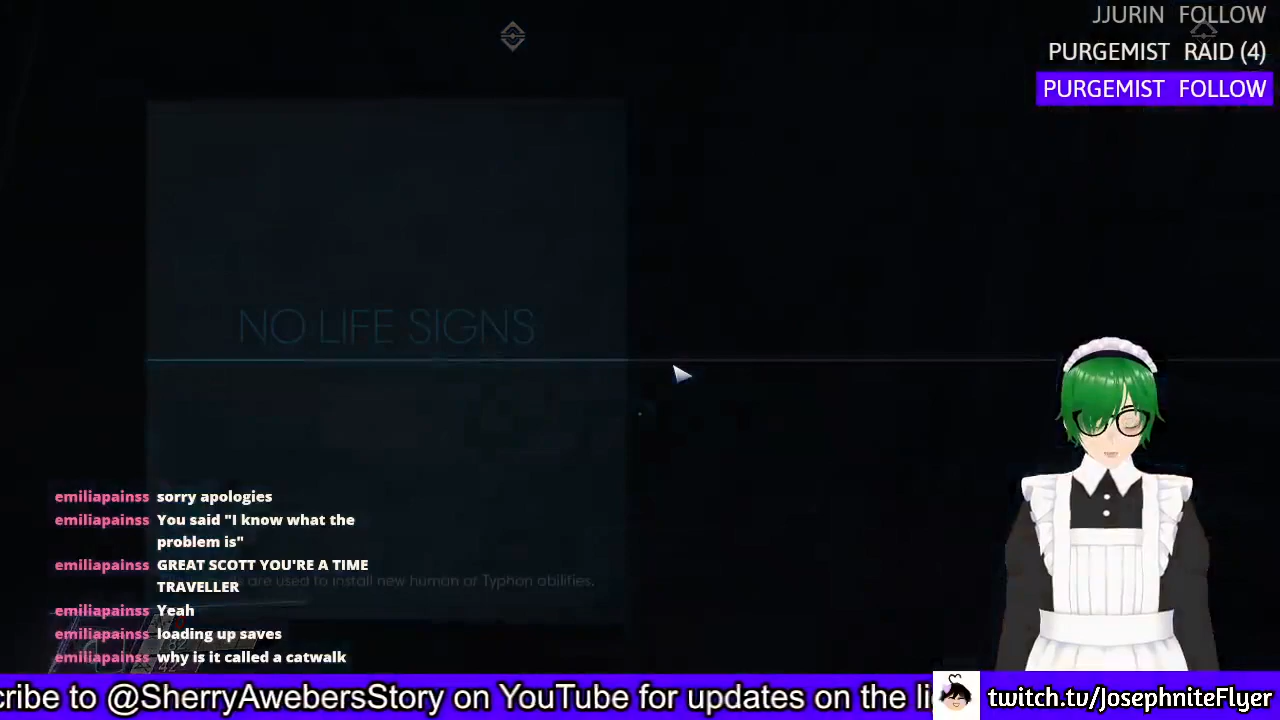 JJURIN FOLLOW
PURGEMIST RAID (4)
PURGEMIST FOLLOW
NO LIFE SIGNS
are used to install new human or Typhon abilities.
emiliapainss sorry apologies
emiliapainss You said "I know what the
problem is"
emiliapainss GREAT SCOTT YOU'RE A TIME
TRAVELLER
emiliapainss Yeah
emiliapainss loading up saves
emiliapainss why is it called a catwalk
cribe to @SherryAwebersStory on YouTube for updates on the li
twitch.tv/JosephniteFlyer